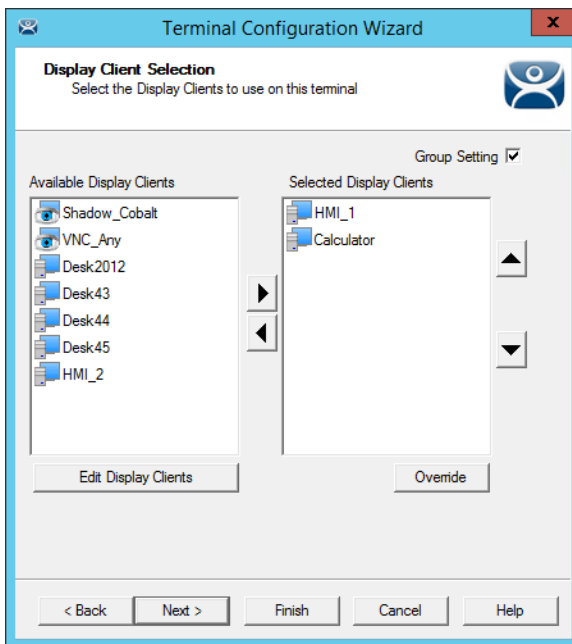 Terminal Configuration Wizard
x
Display Client Selection
Select the Display Clients to use on this terminal
Group Setting
Available Display Clients
Selected Display Clients
Shadow_Cobalt
VNC_Any
Desk2012
Desk43
Desk44
Desk45
HMI_2
HMI_1
Calculator
Edit Display Clients
Override
< Back
Next >
Finish
Cancel
Help